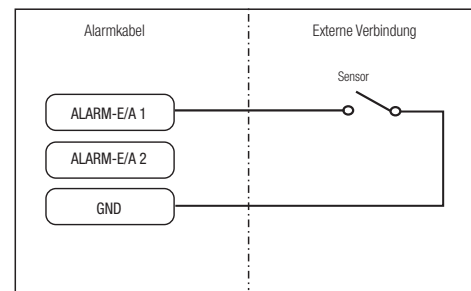 Alarmkabel
Externe Verbindung
Sensor
ALARM-E/A 1
ALARM-E/A 2
GND